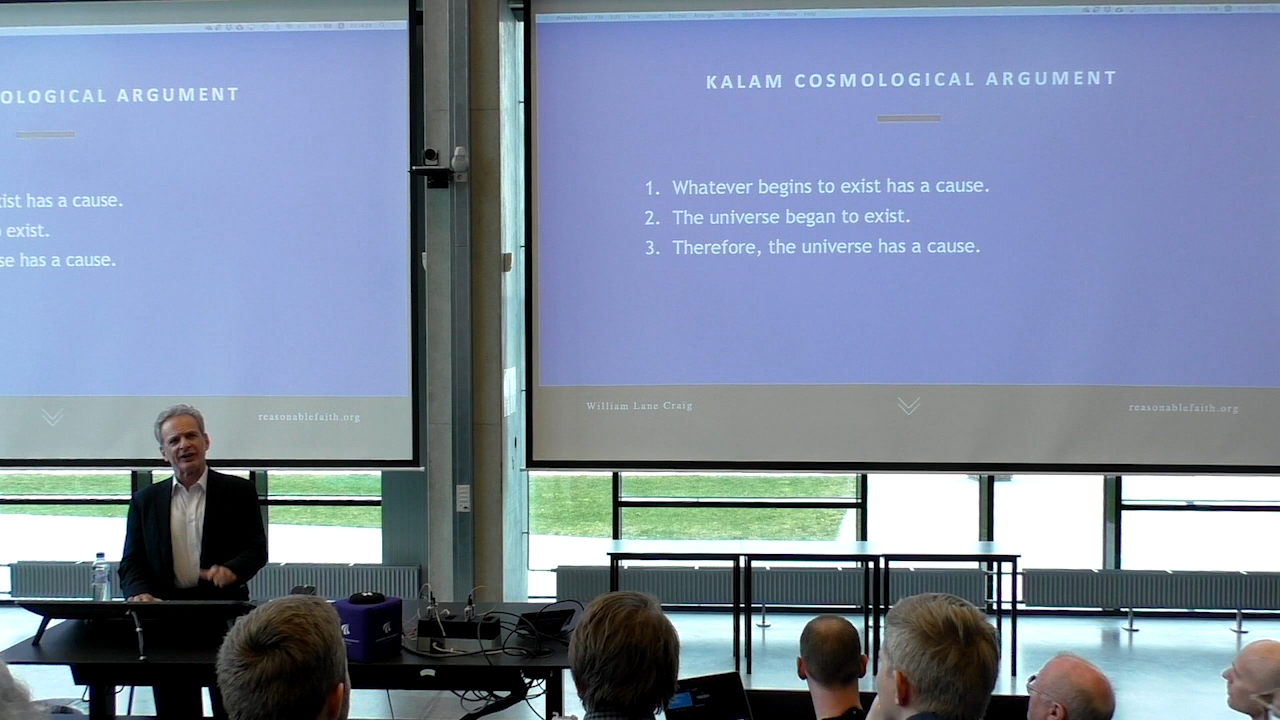 OLOGICAL ARGUMENT
ist has a cause.
exist.
se has a cause.
reasonablefaith.org
KALAM COSMOLOGICAL ARGUMENT
1. Whatever begins to exist has a cause.
2. The universe began to exist.
3. Therefore, the universe has a cause.
William Lane Craig
reasonablefaith.org